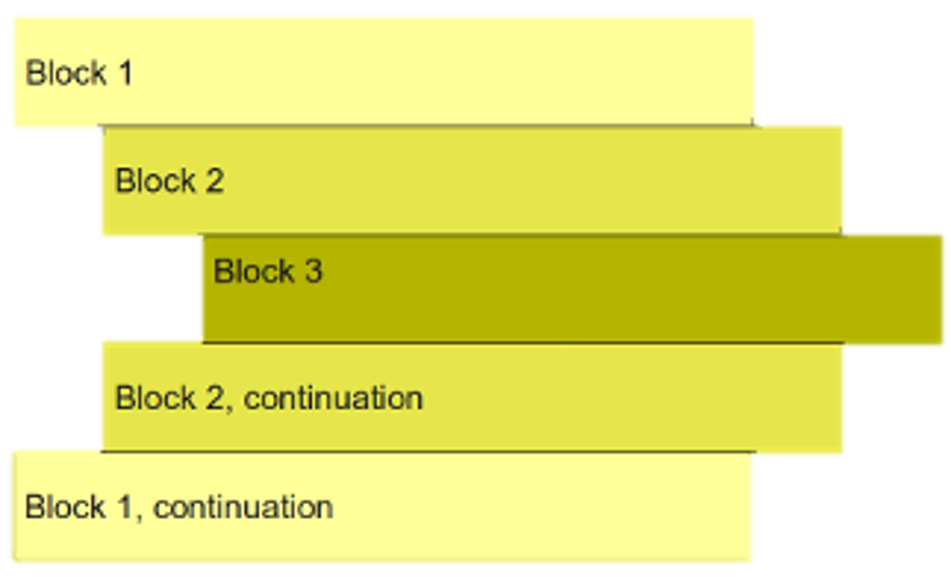 Block 1
Block 2
Block 3
Block 2, continuation
Block 1, continuation